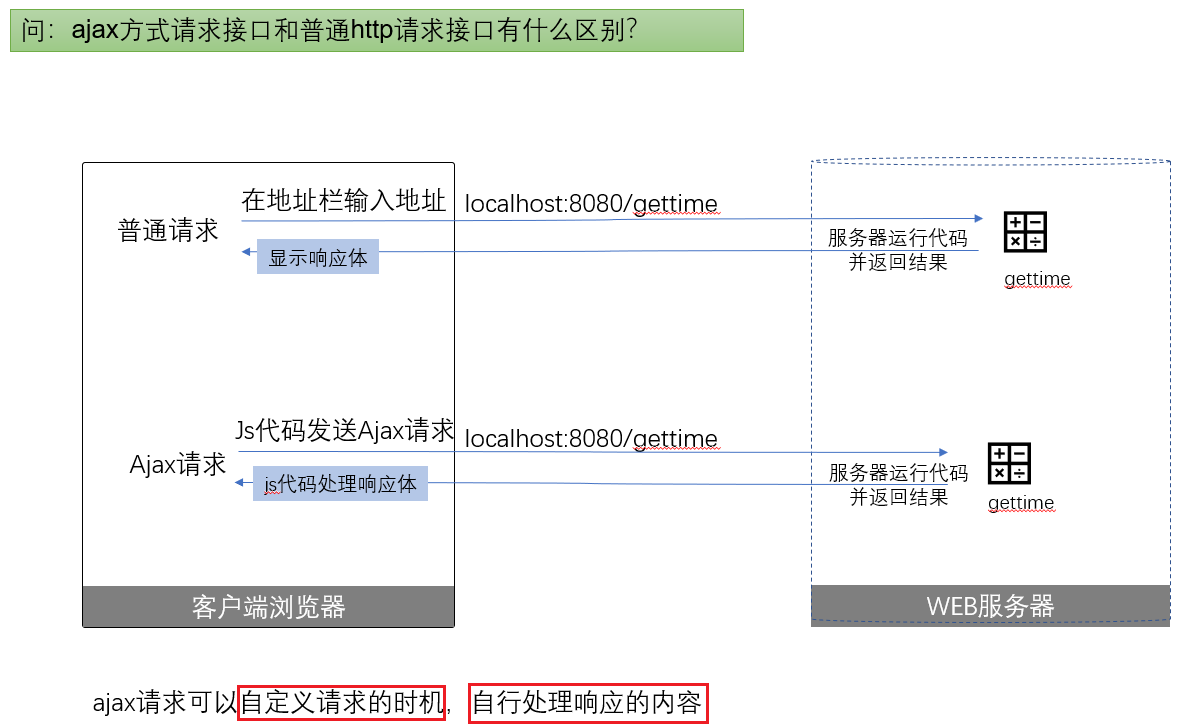 问：ajax方式请求接口和普通http请求接口有什么区别？
在地址栏输入地址
localhost:8080/gettime
普通请求
显示响应体
服务器运行代码
并返回结果
gettime
Js代码发送Ajax请求
localhost:8080/gettime
Ajax请求
js代码处理响应体
服务器运行代码
并返回结果
gettime
客户端浏览器
WEB服务器
ajax请求可以自定义请求的时机，自行处理响应的内容